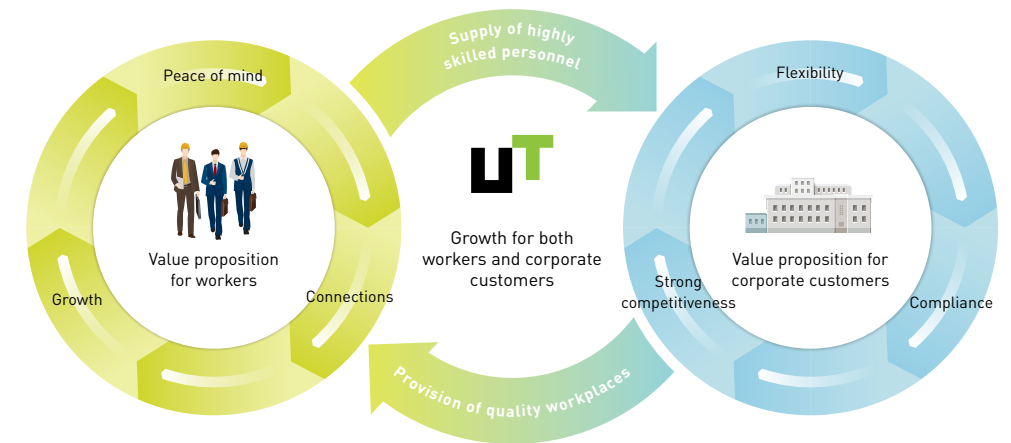 Supply of highly
skilled personnel
Peace of mind
Flexibility
UT
Value proposition
for workers
Growth for both
workers and corporate
customers
Value proposition for
corporate customers
Growth
Connections
Strong
competitiveness
Compliance
Provision of quality workplaces